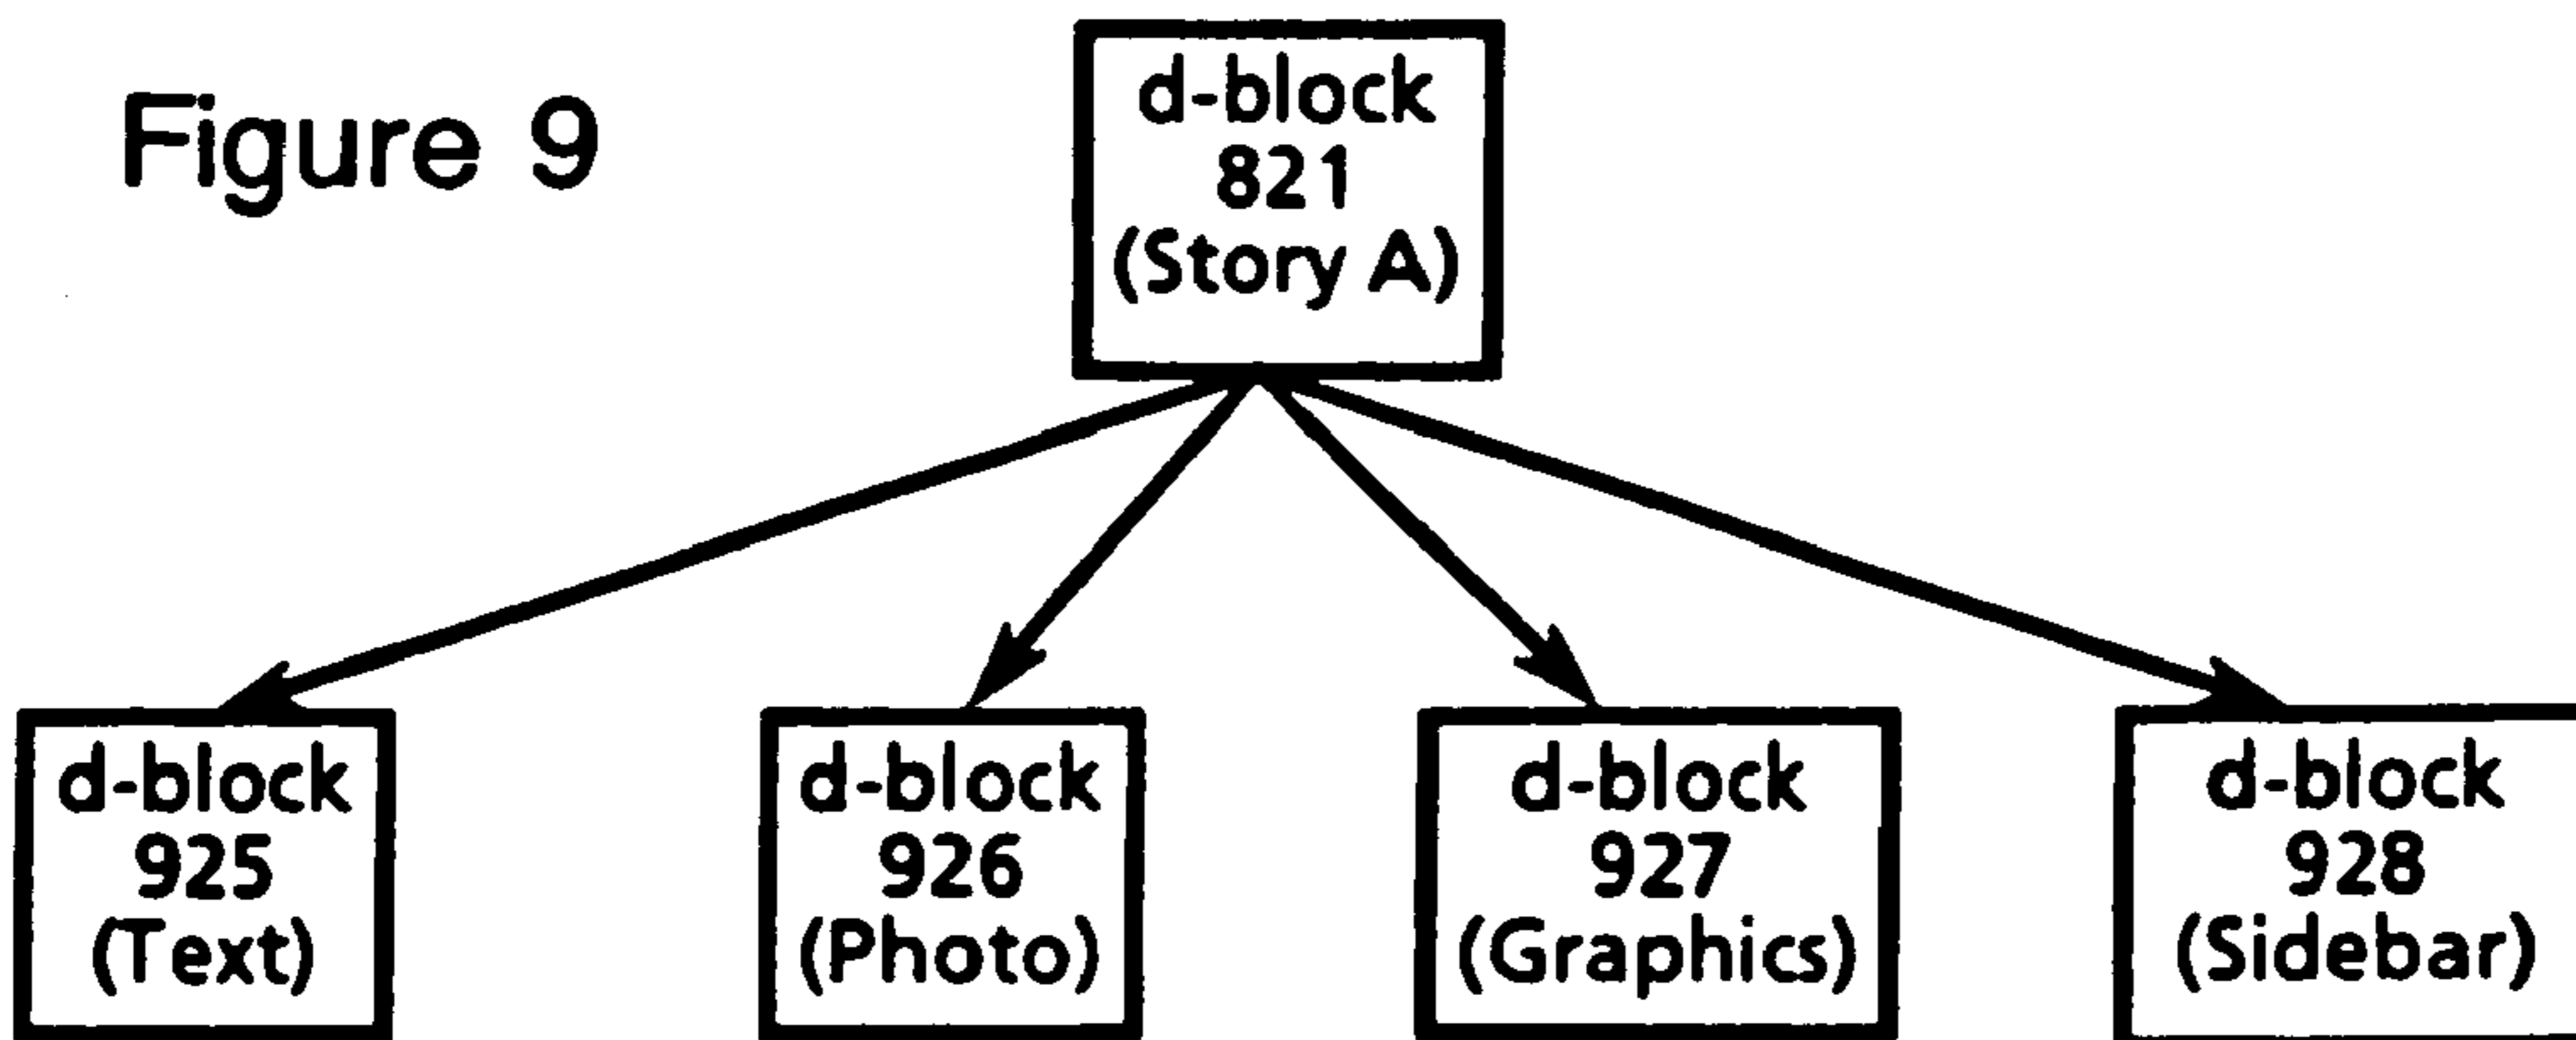 Figure 9
d-block
821
(Story A)
d-block
925
(Text)
d-block
926
(Photo)
d-block
927
(Graphics)
d-block
928
(Sidebar)